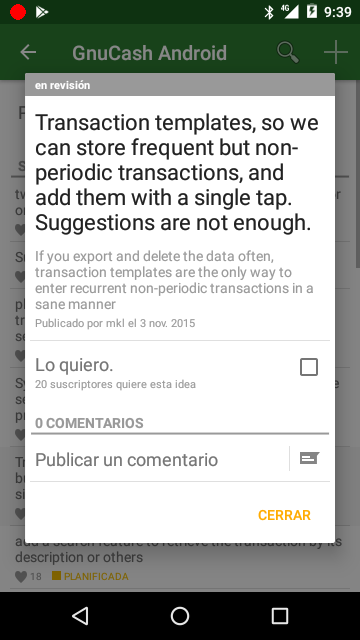 4G 9:39
GnuCash Android
en revisión
Transaction templates, so we
can store frequent but non-
periodic transactions, and
add them with a single tap.
Suggestions are not enough.
If you export and delete the data often,
transaction templates are the only way to
enter recurrent non-periodic transactions in a
sane manner
Publicado por mkl el 3 nov. 2015
Lo quiero.
20 suscriptores quiere esta idea
0 COMENTARIOS
Publicar un comentario
CERRAR
add a search feature to retrieve the transaction by its
description or others
18 PLANIFICADA